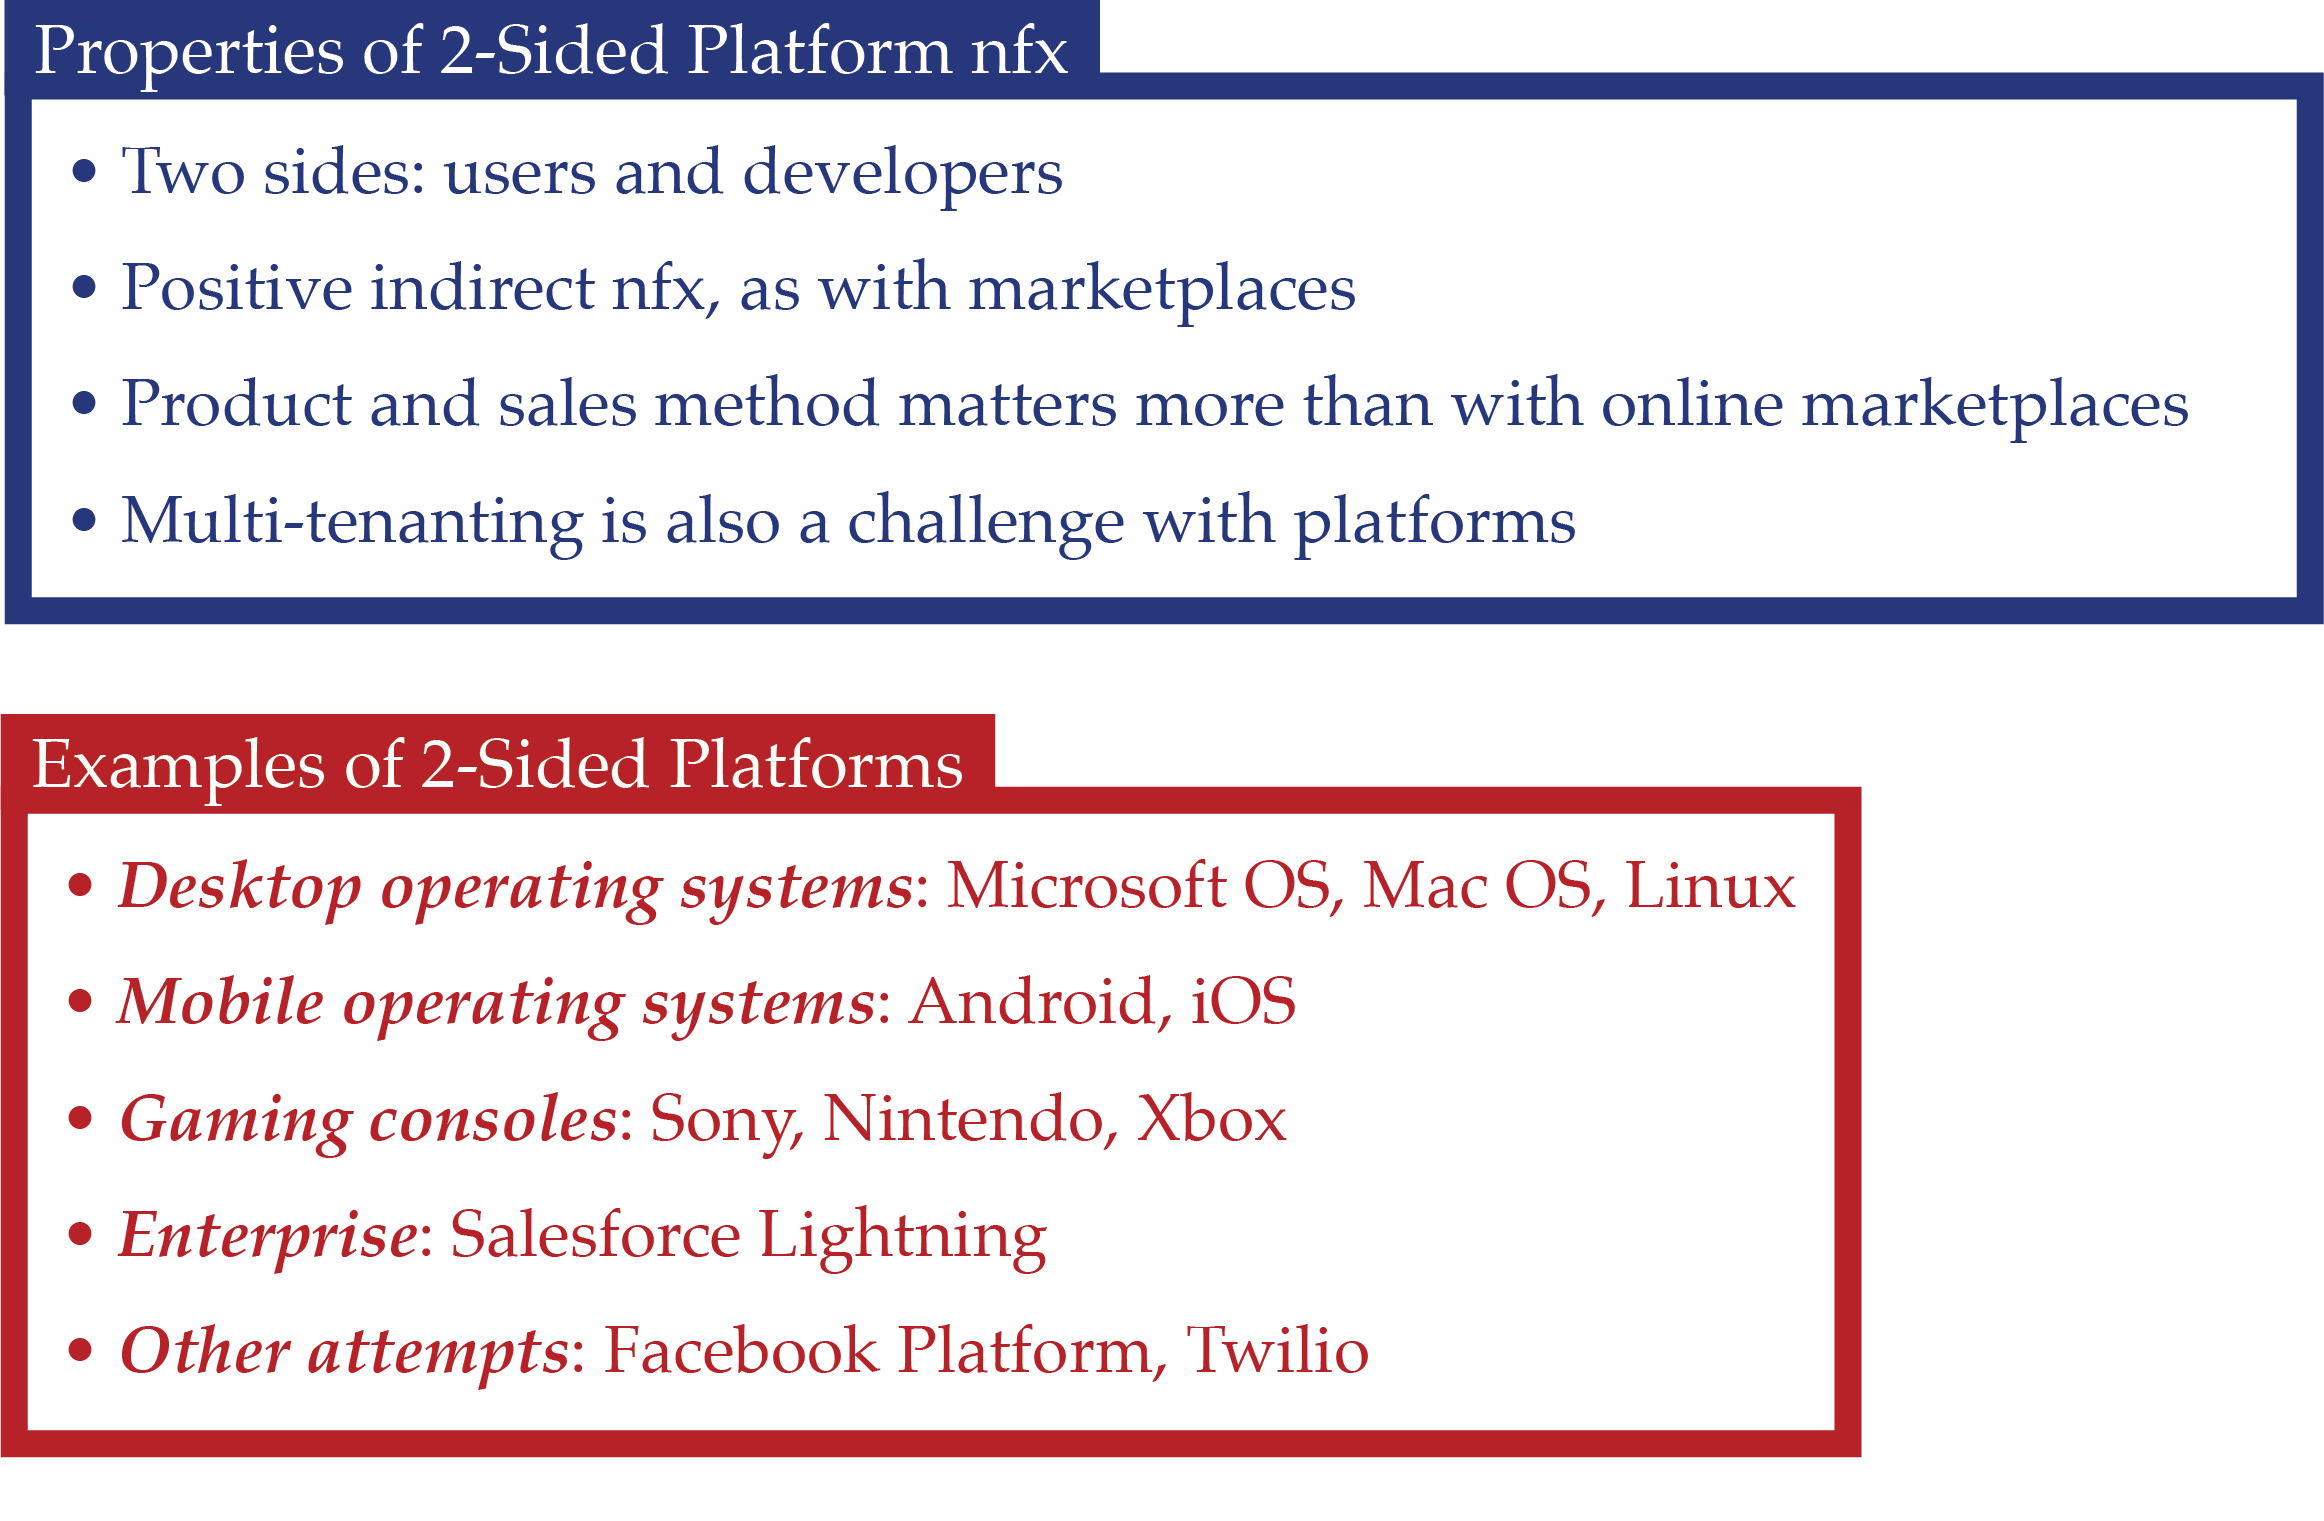 Properties of 2-Sided Platform nfx
• Two sides: users and developers
• Positive indirect nfx, as with marketplaces
• Product and sales method matters more than with online marketplaces
• Multi-tenanting is also a challenge with platforms
Examples of 2-Sided Platforms
• Desktop operating systems: Microsoft OS, Mac OS, Linux
• Mobile operating systems: Android, iOS
• Gaming consoles: Sony, Nintendo, Xbox
• Enterprise: Salesforce Lightning
• Other attempts: Facebook Platform, Twilio